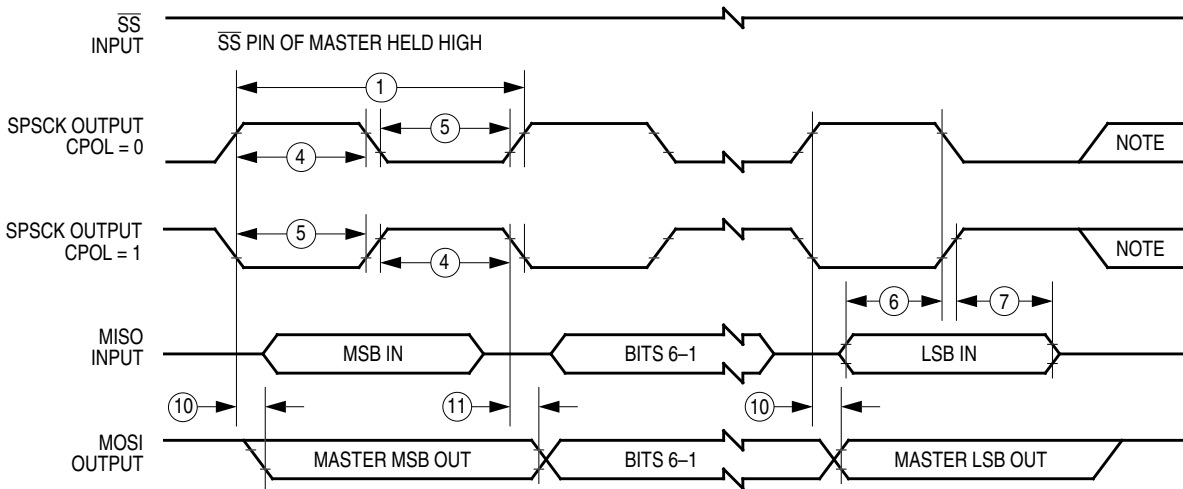 SS
INPUT
SS PIN OF MASTER HELD HIGH
1
SPSCK OUTPUT
CPOL = 0
5
4
NOTE
SPSCK OUTPUT
CPOL = 1
5
4
NOTE
6
7
MISO
INPUT
MSB IN
BITS 6–1
LSB IN
10
11
10
MOSI
OUTPUT
MASTER MSB OUT
BITS 6–1
MASTER LSB OUT